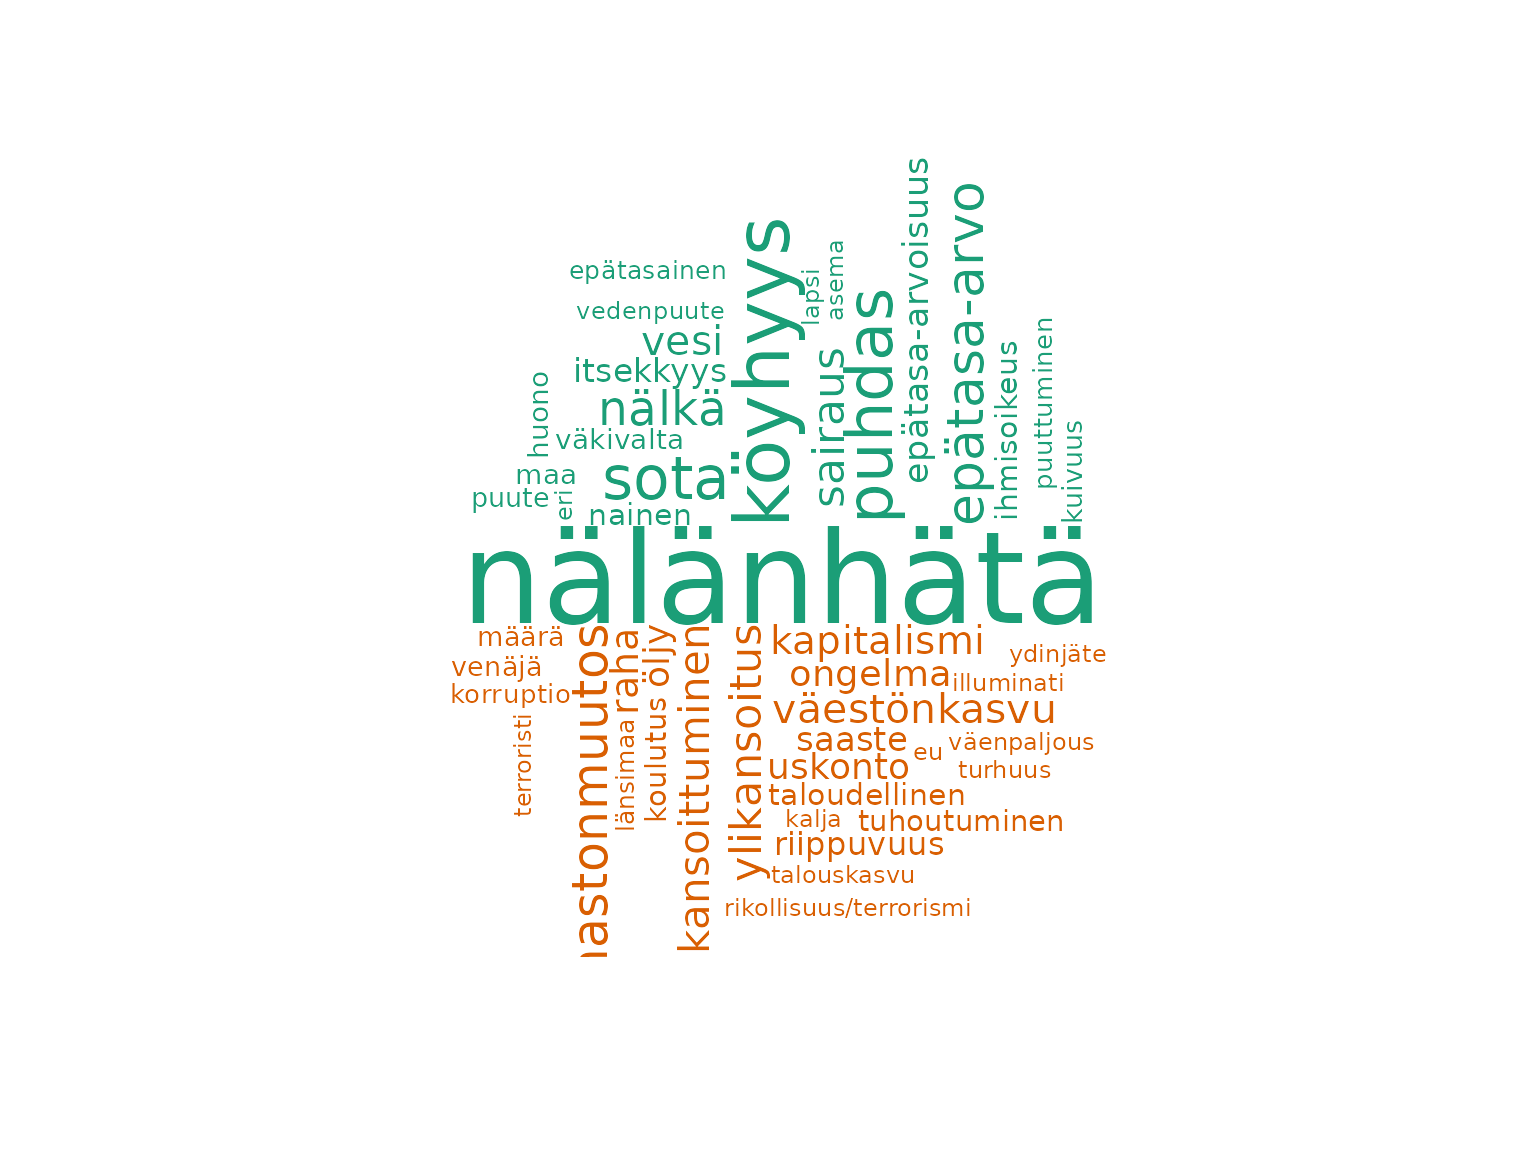 epätasainen
vedenpuute
vesi
itsekkyys
nälkä
huono
väkivalta
maa
sota
puute
eri
nainen
köyhyys
lapsi
asema
sairaus
puhdas
epätasa-arvoisuus
epätasa-arvo
ihmisoikeus
puuttuminen
kuivuus
nälänhätä
määrä
venäjä
korruptio
terroristi
astonmuutos
raha
länsimaa
öljy
koulutus
kansoittuminen
ylikansoitus
kapitalismi
ydinjäte
ongelma
illuminati
väestönkasvu
saaste
eu
väenpaljous
uskonto
turhuus
taloudellinen
kalja
tuhoutuminen
riippuvuus
talouskasvu
rikollisuus/terrorismi